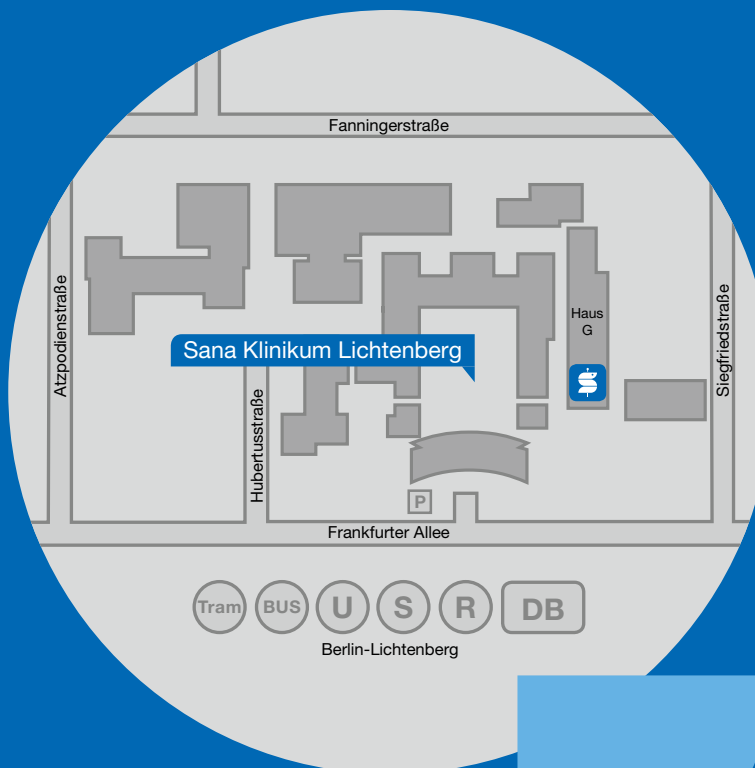 Fanningerstraße
Atzpodienstraße
Haus
G
Siegfriedstraße
Sana Klinikum Lichtenberg
Hubertusstraße
P
Frankfurter Allee
Tram BUS U S R DB
Berlin-Lichtenberg